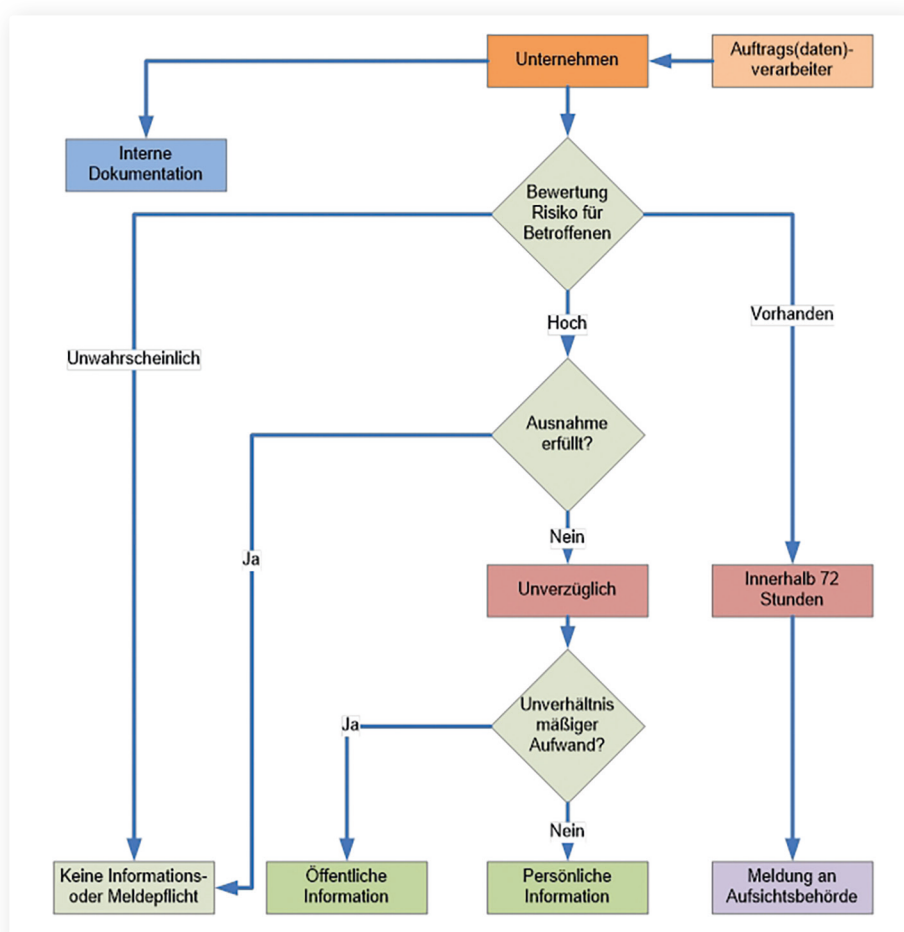 Unternehmen
Auftrags(daten)-
verarbeiter
Interne
Dokumentation
Bewertung
Risiko für
Betroffenen
Vorhanden
Hoch
Unwahrscheinlich
Ausnahme
erfüllt?
Ja
Nein
Unverzüglich
Innerhalb 72
Stunden
Unverhältnis
mäßiger
Aufwand?
Ja
Nein
Keine Informations-
oder Meldepflicht
Öffentliche
Information
Persönliche
Information
Meldung an
Aufsichtsbehörde